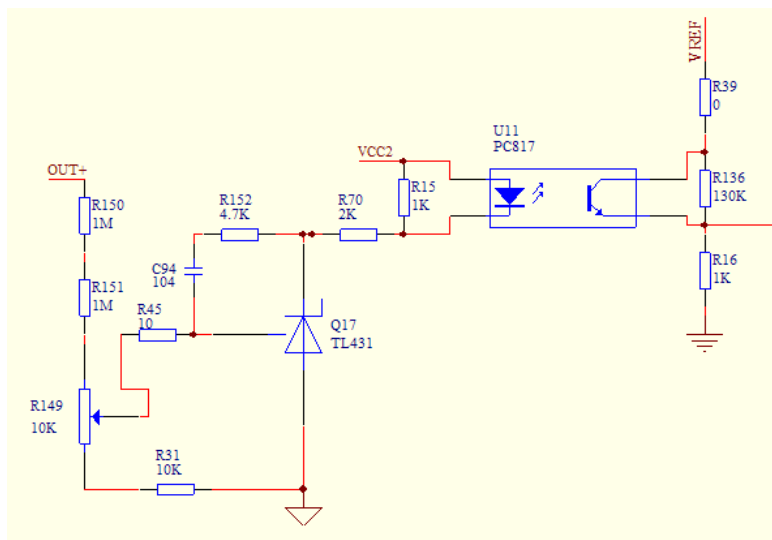 VREF
R39
0
U11
PC817
OUT+
VCC2
R136
130K
R150
1M
R152
4.7K
R70
2K
R15
1K
C94
104
R16
1K
R151
1M
R45
10
Q17
TL431
R149
10K
R31
10K